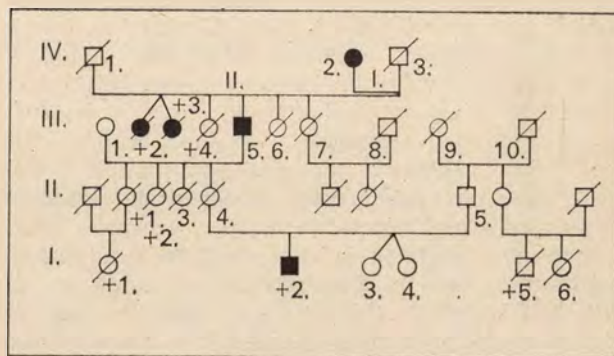 IV. 1. 2. I. 3.
II.
+3.
III. 1. +2. +4. 5. 6. 7. 8. 9. 10.
II. +1. 3. 4. 5.
+2.
I. +1. +2. 3. 4. +5. 6.